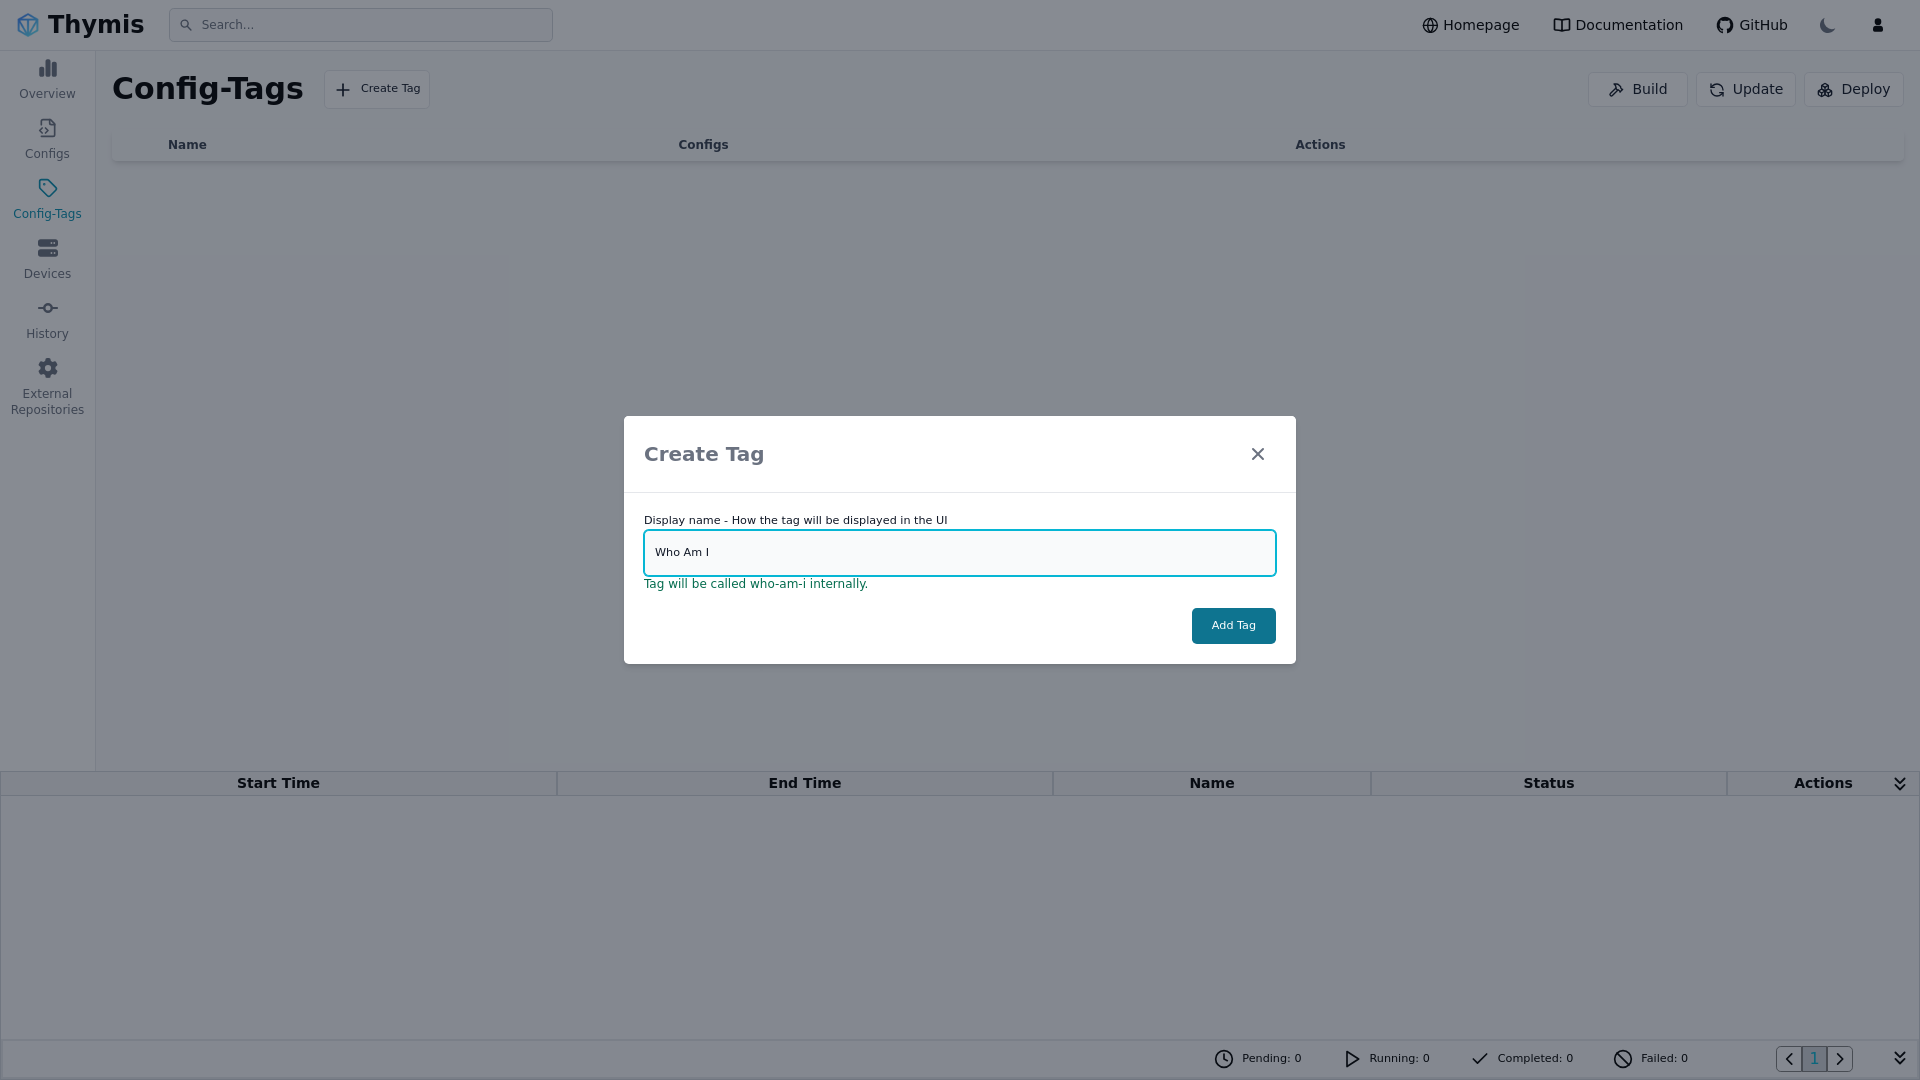 Thymis
Search...
Homepage
Documentation
GitHub
Overview
Configs
Config-Tags
Devices
History
External
Repositories
Config-Tags
Create Tag
Build
Update
Deploy
Name
Configs
Actions
Create Tag
Display name - How the tag will be displayed in the UI
Who Am I
Tag will be called who-am-i internally.
Add Tag
Start Time
End Time
Name
Status
Actions
Pending: 0
Running: 0
Completed: 0
Failed: 0
1